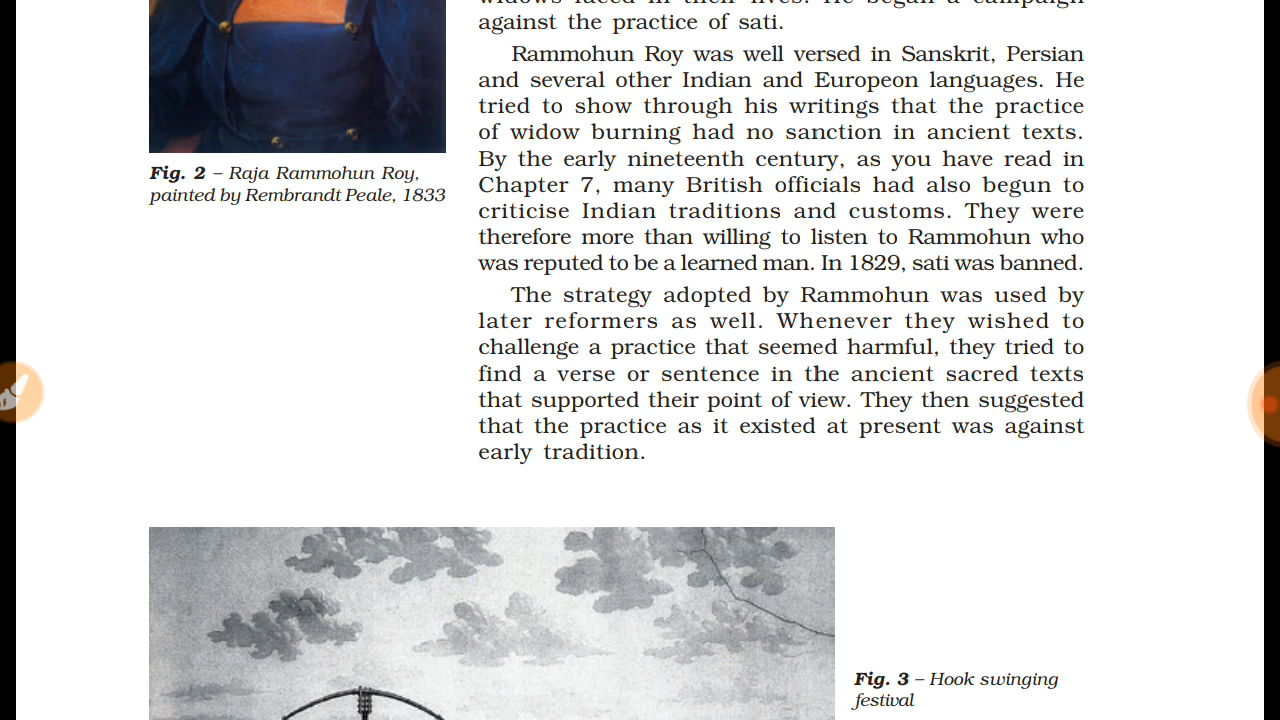 widows faced in their lives. He began a campaign
against the practice of sati.
Rammohun Roy was well versed in Sanskrit, Persian
and several other Indian and Europeon languages. He
tried to show through his writings that the practice
of widow burning had no sanction in ancient texts.
By the early nineteenth century, as you have read in
Chapter 7, many British officials had also begun to
criticise Indian traditions and customs. They were
therefore more than willing to listen to Rammohun who
was reputed to be a learned man. In 1829, sati was banned.
The strategy adopted by Rammohun was used by
later reformers as well. Whenever they wished to
challenge a practice that seemed harmful, they tried to
find a verse or sentence in the ancient sacred texts
that supported their point of view. They then suggested
that the practice as it existed at present was against
early tradition.
Fig. 2 – Raja Rammohun Roy,
painted by Rembrandt Peale, 1833
Fig. 3 – Hook swinging
festival